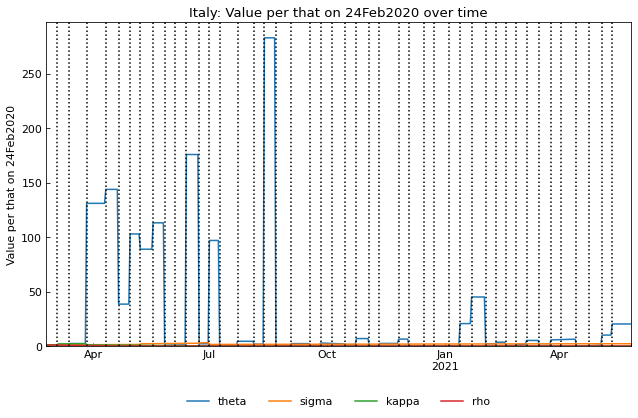 Italy: Value per that on 24Feb2020 over time
Value per that on 24Feb2020
250
200
150
100
50
0
Apr Jul Oct Jan Apr
2021
theta sigma kappa rho